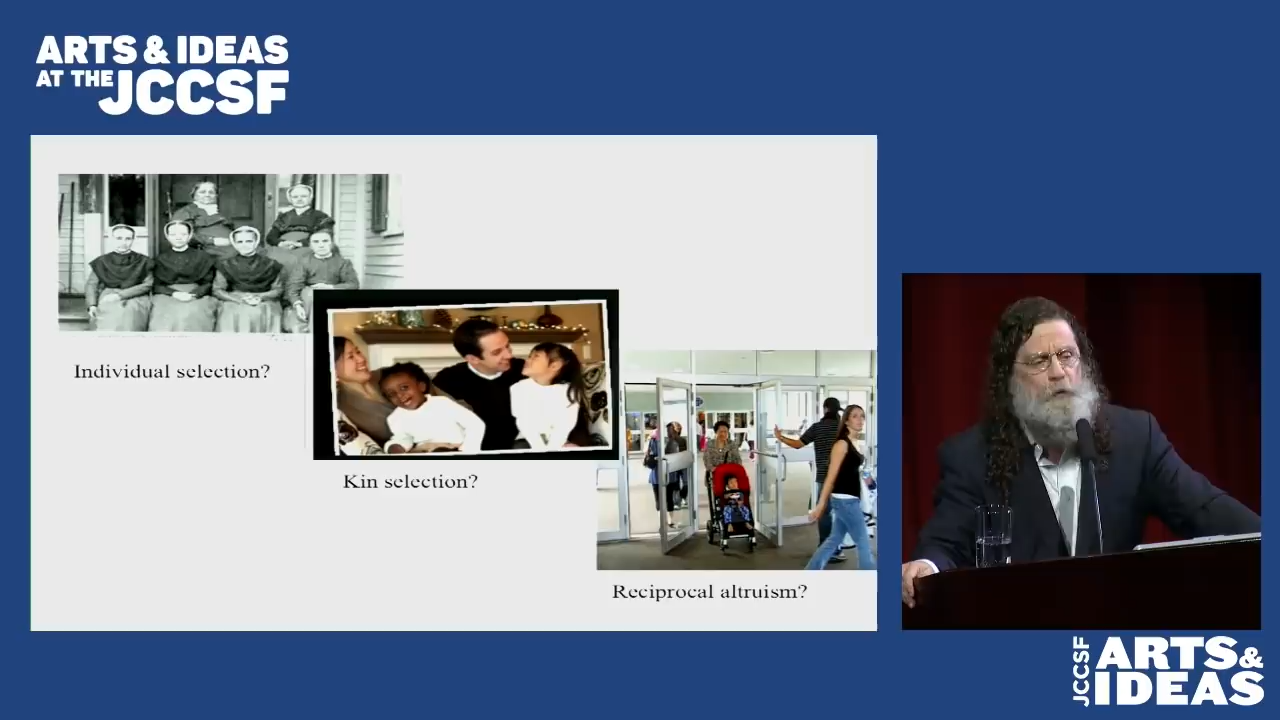 ARTS & IDEAS
AT THE JCCSF
Individual selection?
Kin selection?
Reciprocal altruism?
JCCSF ARTS &
IDEAS